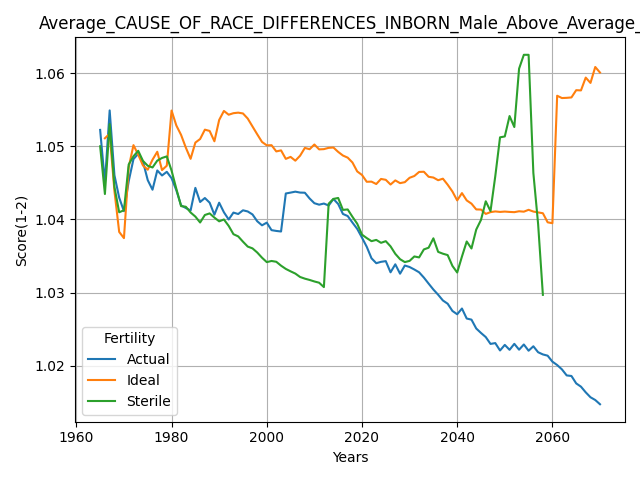 Average_CAUSE_OF_RACE_DIFFERENCES_INBORN_Male_Above_Average_
1.06
1.05
1.04
1.03
1.02
Score(1-2)
Fertility
Actual
Ideal
Sterile
1960 1980 2000 2020 2040 2060
Years